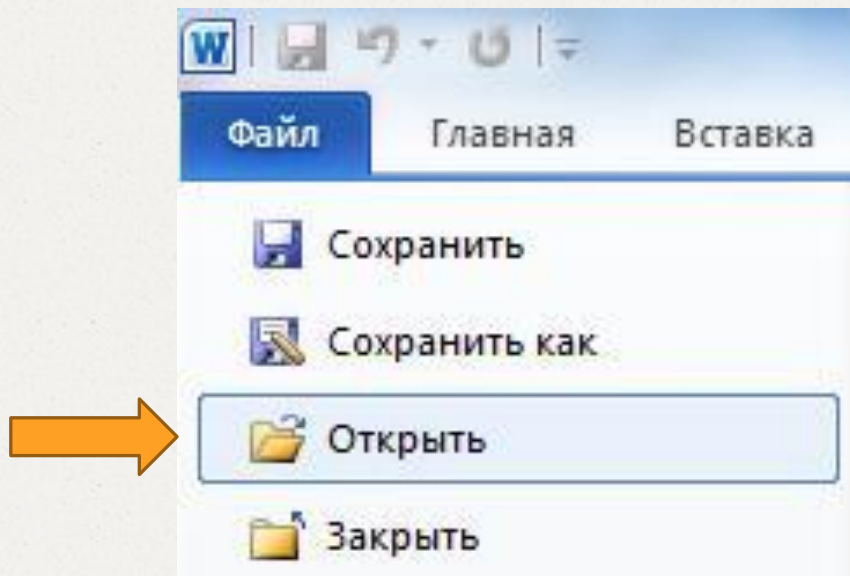 W
Файл Главная Вставка
Сохранить
Сохранить как
Открыть
Закрыть